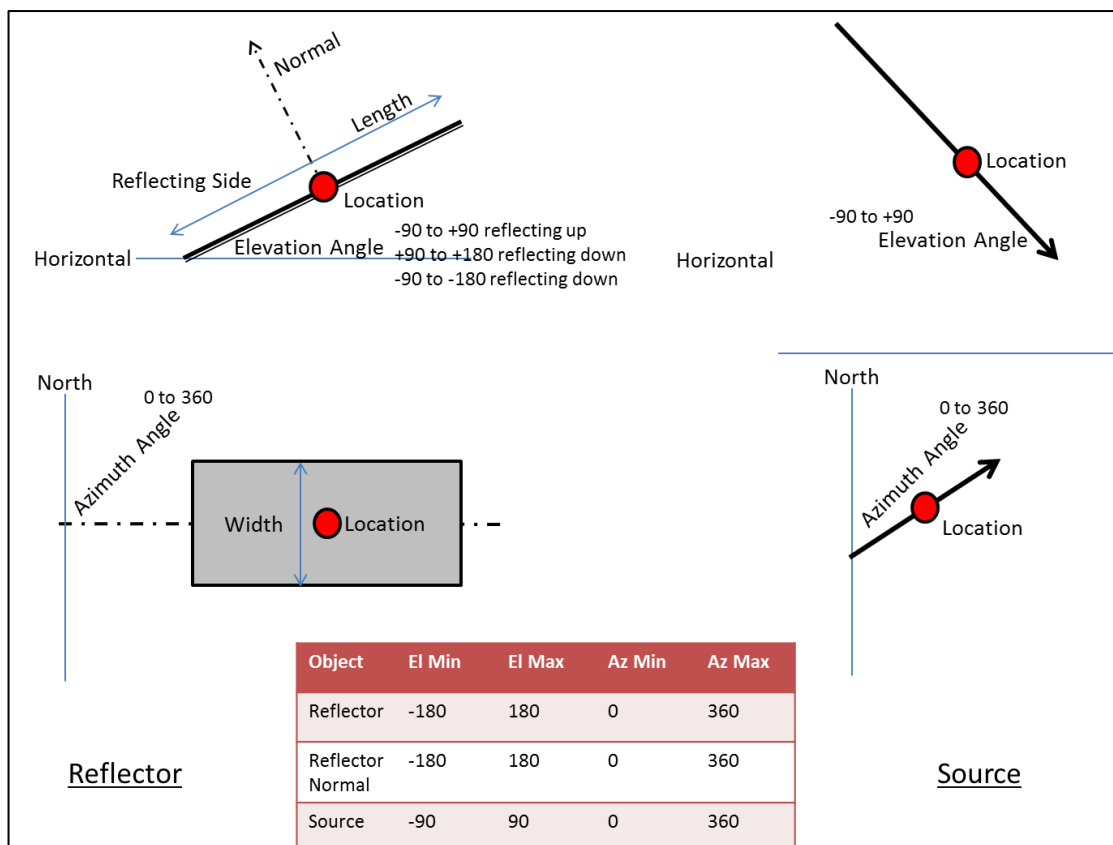 Normal
Length
Reflecting Side
Location
Elevation Angle
-90 to +90 reflecting up
+90 to +180 reflecting down
-90 to -180 reflecting down
Horizontal
Location
-90 to +90
Elevation Angle
Horizontal
North
0 to 360
Azimuth Angle
Width
Location
North
0 to 360
Azimuth Angle
Location
Object El Min El Max Az Min Az Max
Reflector -180 180 0 360
Reflector Normal -180 180 0 360
Source -90 90 0 360
Reflector
Source